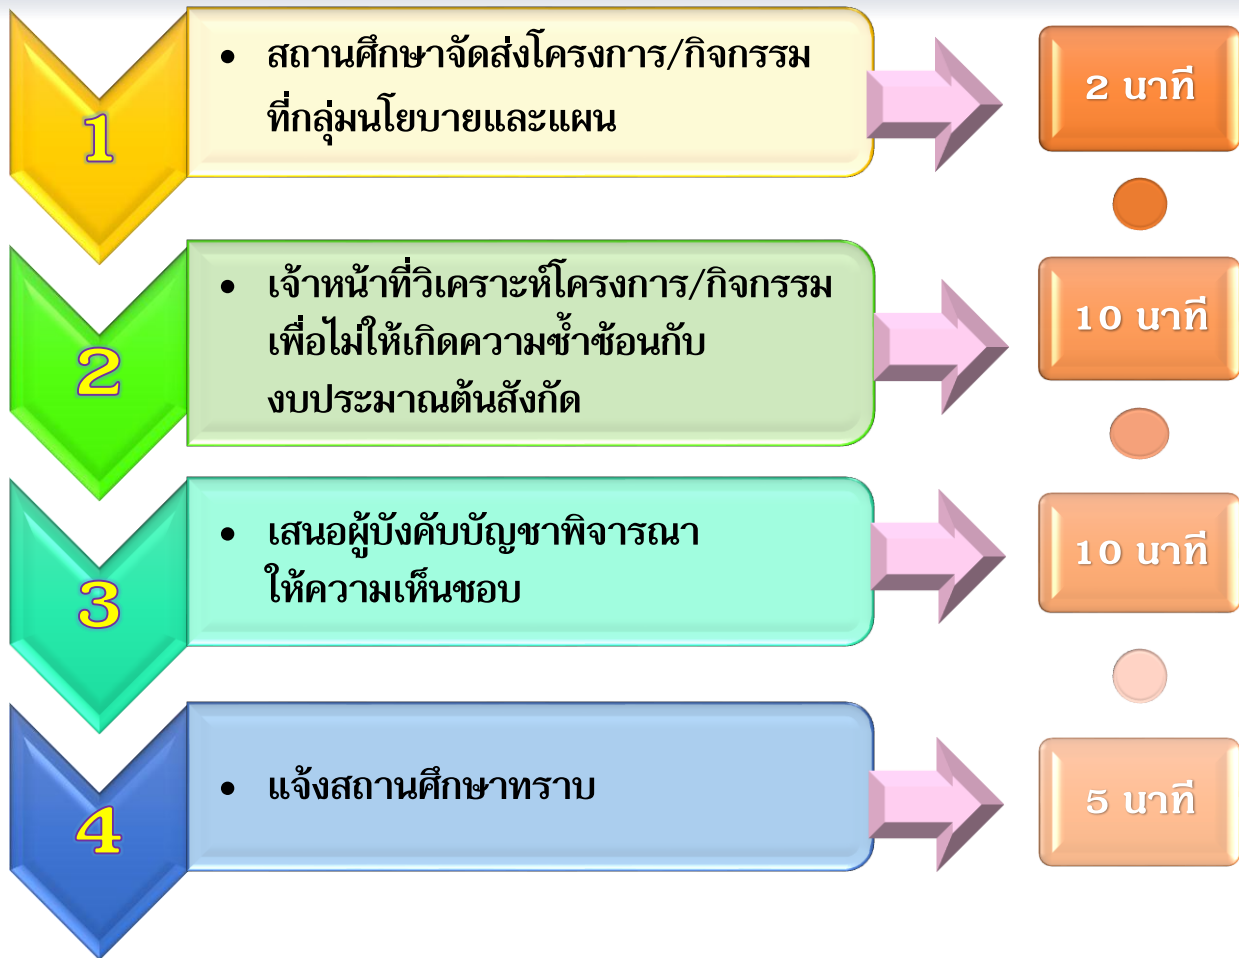 1
• สถานศึกษาจัดส่งโครงการ/กิจกรรม
ที่กลุ่มนโยบายและแผน
2 นาที
2
• เจ้าหน้าที่วิเคราะห์โครงการ/กิจกรรม
เพื่อไม่ให้เกิดความซ้ำซ้อนกับ
งบประมาณต้นสังกัด
10 นาที
3
• เสนอผู้บังคับบัญชาพิจารณา
ให้ความเห็นชอบ
10 นาที
4
• แจ้งสถานศึกษาทราบ
5 นาที